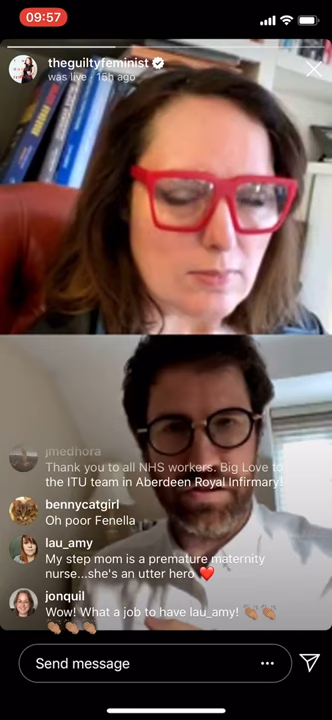 09:57
theguiltyfeminist
was live · 15h ago
jmedhora
Thank you to all NHS workers. Big Love to
the ITU team in Aberdeen Royal Infirmary!
bennycatgirl
Oh poor Fenella
lau_amy
My step mom is a premature maternity
nurse...she's an utter hero ❤️
jonquil
Wow! What a job to have lau_amy! 👏🏽👏🏽
👏🏽👏🏽👏🏽
Send message